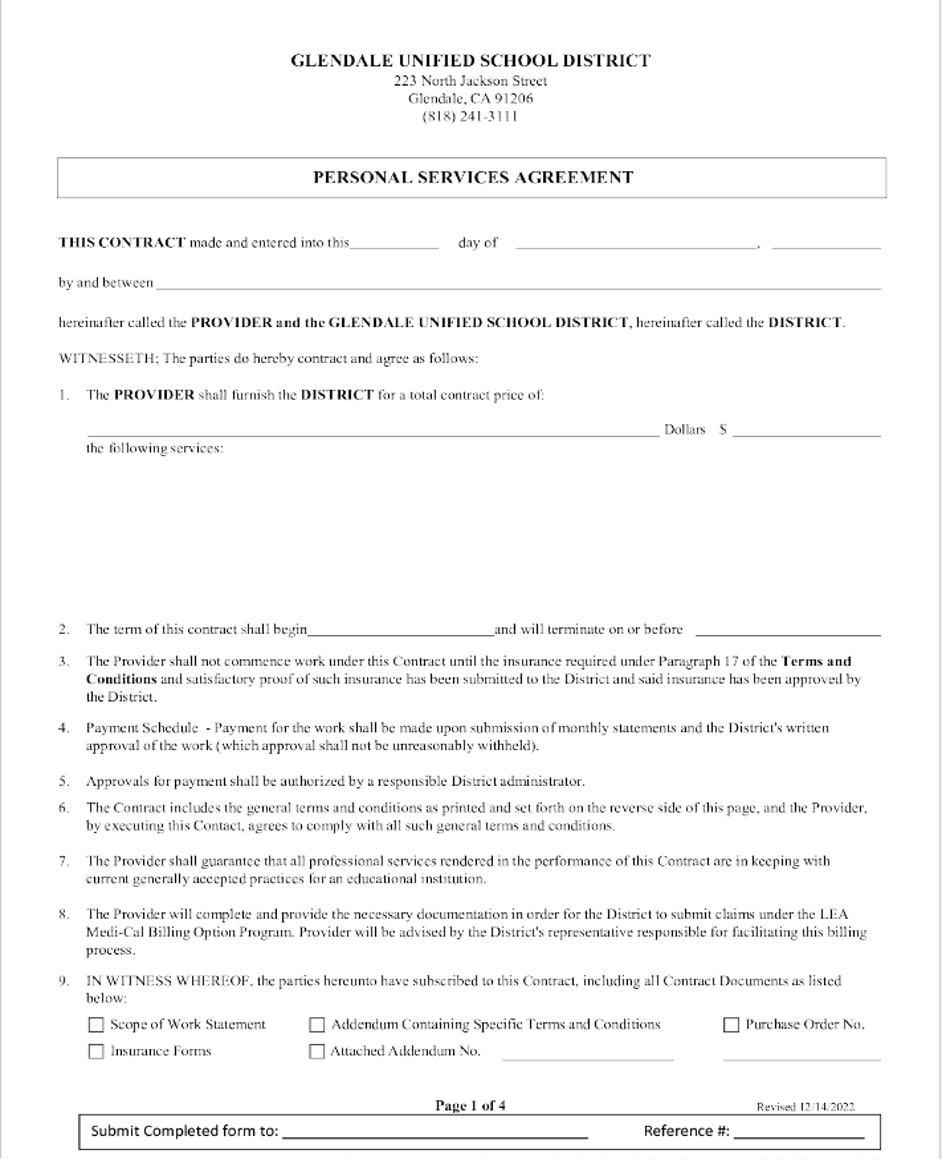 GLENDALE UNIFIED SCHOOL DISTRICT
223 North Jackson Street
Glendale, CA 91206
(818) 241-3111
PERSONAL SERVICES AGREEMENT
THIS CONTRACT made and entered into this__________ day of ______________________________, ______________
by and between ______________________________
hereinafter called the PROVIDER and the GLENDALE UNIFIED SCHOOL DISTRICT, hereinafter called the DISTRICT.
WITNESSETH; The parties do hereby contract and agree as follows:
1. The PROVIDER shall furnish the DISTRICT for a total contract price of:
______________________________ Dollars $ ______________
the following services:
2. The term of this contract shall begin______________and will terminate on or before ______________
3. The Provider shall not commence work under this Contract until the insurance required under Paragraph 17 of the Terms and
Conditions and satisfactory proof of such insurance has been submitted to the District and said insurance has been approved by
the District.
4. Payment Schedule - Payment for the work shall be made upon submission of monthly statements and the District's written
approval of the work (which approval shall not be unreasonably withheld).
5. Approvals for payment shall be authorized by a responsible District administrator.
6. The Contract includes the general terms and conditions as printed and set forth on the reverse side of this page, and the Provider,
by executing this Contact, agrees to comply with all such general terms and conditions.
7. The Provider shall guarantee that all professional services rendered in the performance of this Contract are in keeping with
current generally accepted practices for an educational institution.
8. The Provider will complete and provide the necessary documentation in order for the District to submit claims under the LEA
Medi-Cal Billing Option Program. Provider will be advised by the District's representative responsible for facilitating this billing
process.
9. IN WITNESS WHEREOF, the parties hereunto have subscribed to this Contract, including all Contract Documents as listed
below:
☐ Scope of Work Statement ☐ Addendum Containing Specific Terms and Conditions ☐ Purchase Order No.
☐ Insurance Forms ☐ Attached Addendum No. ______________ ______________
Page 1 of 4 Revised 12/14/2022
Submit Completed form to: ______________________________ Reference #: ______________